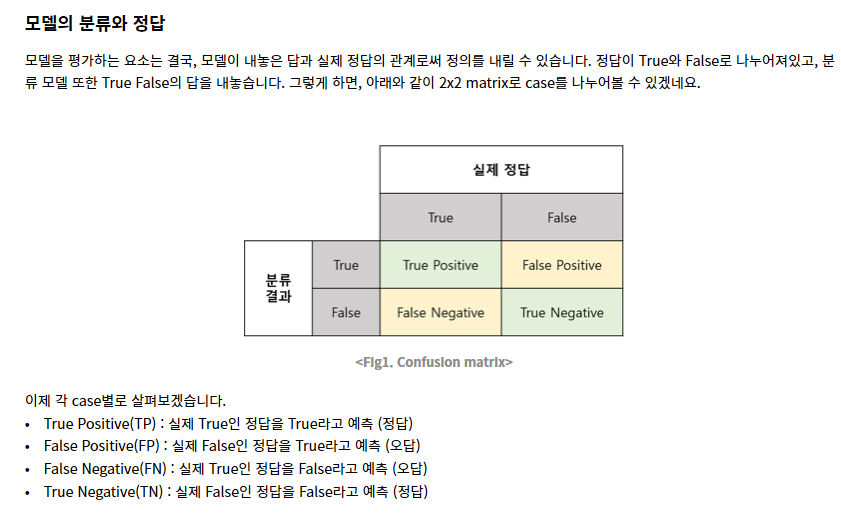 모델의 분류와 정답
모델을 평가하는 요소는 결국, 모델이 내놓은 답과 실제 정답의 관계로써 정의를 내릴 수 있습니다. 정답이 True와 False로 나누어져있고, 분
류 모델 또한 True False의 답을 내놓습니다. 그렇게 하면, 아래와 같이 2x2 matrix로 case를 나누어볼 수 있겠네요.
실제 정답
True False
분류
결과
True True Positive False Positive
False False Negative True Negative
<Fig1. Confusion matrix>
이제 각 case별로 살펴보겠습니다.
• True Positive(TP) : 실제 True인 정답을 True라고 예측 (정답)
• False Positive(FP) : 실제 False인 정답을 True라고 예측 (오답)
• False Negative(FN) : 실제 True인 정답을 False라고 예측 (오답)
• True Negative(TN) : 실제 False인 정답을 False라고 예측 (정답)